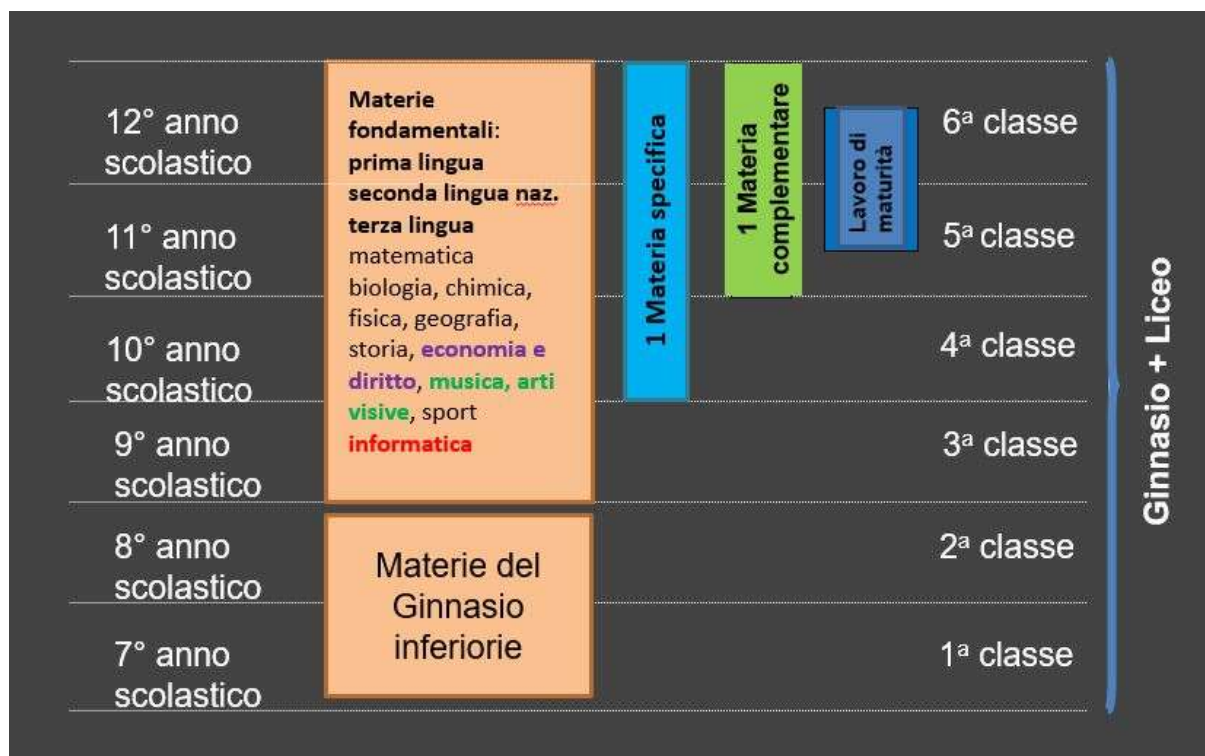 12° anno
scolastico
11° anno
scolastico
10° anno
scolastico
9° anno
scolastico
8° anno
scolastico
7° anno
scolastico
Materie
fondamentali:
prima lingua
seconda lingua naz.
terza lingua
matematica
biologia, chimica,
fisica, geografia,
storia, economia e
diritto, musica, arti
visive, sport
informatica
Materie del
Ginnasio
inferiorie
1 Materia specifica
1 Materia
complementare
Lavoro di
maturità
6ª classe
5ª classe
4ª classe
3ª classe
2ª classe
1ª classe
Ginnasio + Liceo